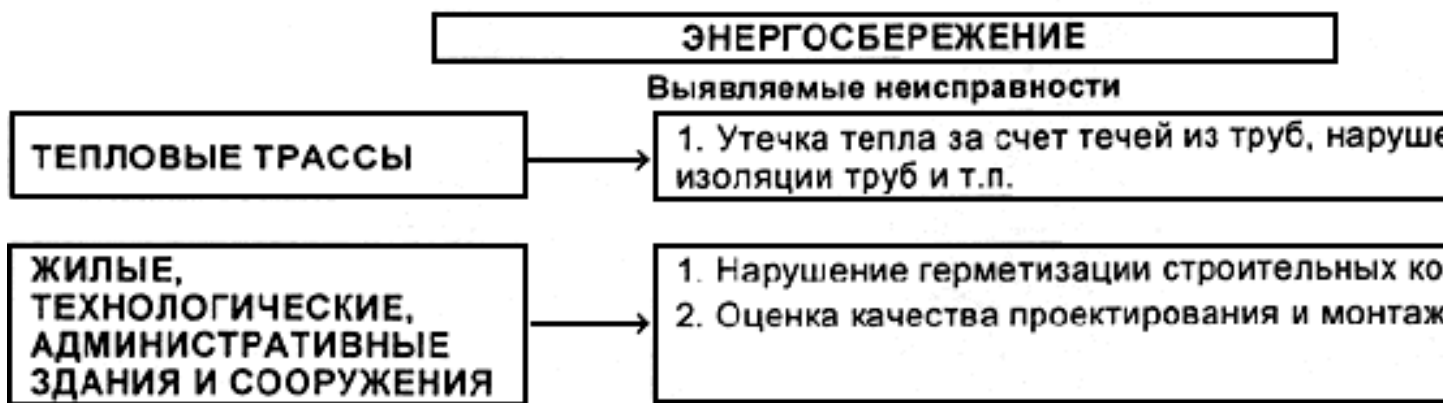 ЭНЕРГОСБЕРЕЖЕНИЕ
Выявляемые неисправности
ТЕПЛОВЫЕ ТРАССЫ
1. Утечка тепла за счет течей из труб,
изоляции труб и т.п.
ЖИЛЫЕ,
ТЕХНОЛОГИЧЕСКИЕ,
АДМИНИСТРАТИВНЫЕ
ЗДАНИЯ И СООРУЖЕНИЯ
1. Нарушение герметизации строительных
2. Оценка качества проектирования и